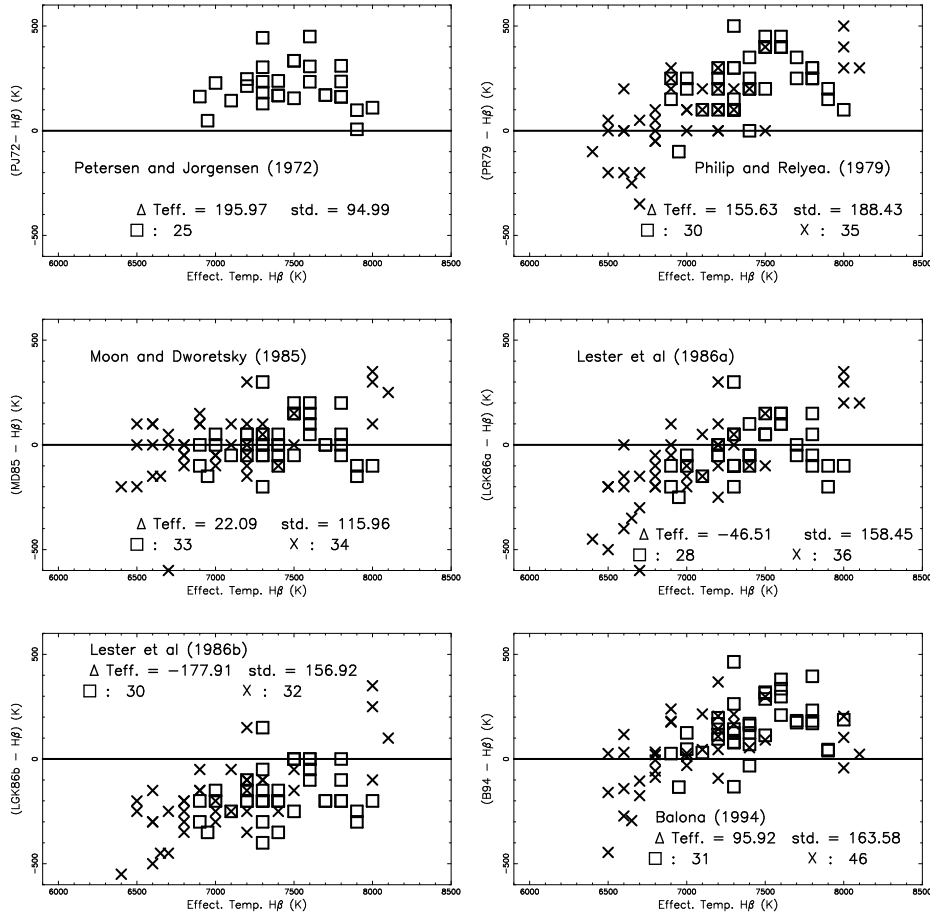 500
0
−500
(PJ72− Hβ) (K)
Petersen and Jorgensen (1972)
Δ Teff. = 195.97 std. = 94.99
□ : 25
6000 6500 7000 7500 8000 8500
Effect. Temp. Hβ (K)
500
0
−500
(PR79 − Hβ) (K)
Philip and Relyea. (1979)
Δ Teff. = 155.63 std. = 188.43
□ : 30 X : 35
6000 6500 7000 7500 8000 8500
Effect. Temp. Hβ (K)
500
0
−500
(MD85 − Hβ) (K)
Moon and Dworetsky (1985)
Δ Teff. = 22.09 std. = 115.96
□ : 33 X : 34
6000 6500 7000 7500 8000 8500
Effect. Temp. Hβ (K)
500
0
−500
(LGK86a − Hβ) (K)
Lester et al (1986a)
Δ Teff. = −46.51 std. = 158.45
□ : 28 X : 36
6000 6500 7000 7500 8000 8500
Effect. Temp. Hβ (K)
500
0
−500
(LGK86b − Hβ) (K)
Lester et al (1986b)
Δ Teff. = −177.91 std. = 156.92
□ : 30 X : 32
6000 6500 7000 7500 8000 8500
Effect. Temp. Hβ (K)
500
0
−500
(B94 − Hβ) (K)
Balona (1994)
Δ Teff. = 95.92 std. = 163.58
□ : 31 X : 46
6000 6500 7000 7500 8000 8500
Effect. Temp. Hβ (K)